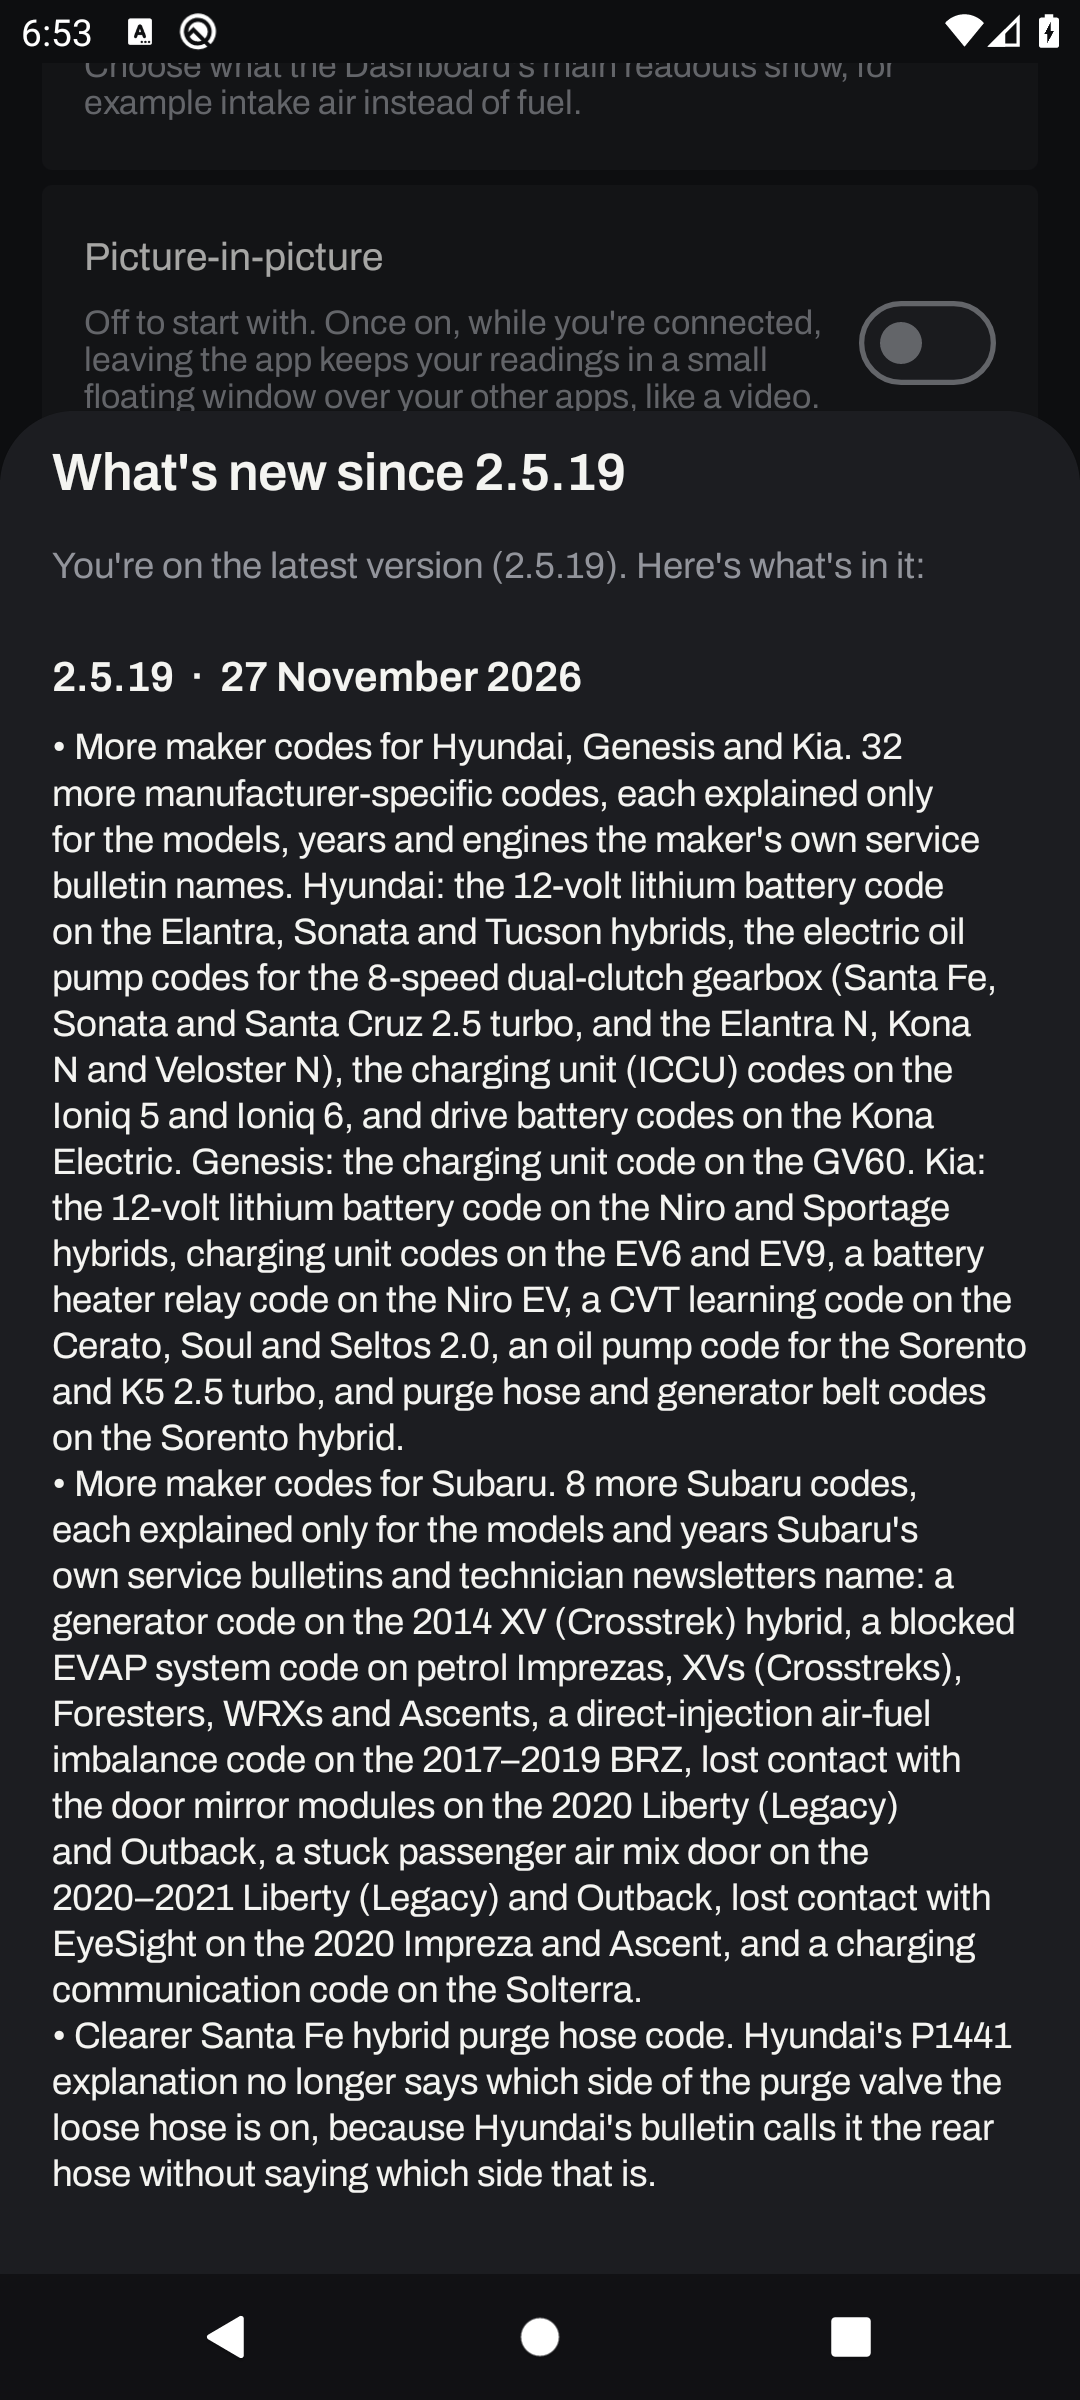 6:53
Choose what the Dashboard's main readouts show, for
example intake air instead of fuel.
Picture-in-picture
Off to start with. Once on, while you're connected,
leaving the app keeps your readings in a small
floating window over your other apps, like a video.
What's new since 2.5.19
You're on the latest version (2.5.19). Here's what's in it:
2.5.19 · 27 November 2026
• More maker codes for Hyundai, Genesis and Kia. 32
more manufacturer-specific codes, each explained only
for the models, years and engines the maker's own service
bulletin names. Hyundai: the 12-volt lithium battery code
on the Elantra, Sonata and Tucson hybrids, the electric oil
pump codes for the 8-speed dual-clutch gearbox (Santa Fe,
Sonata and Santa Cruz 2.5 turbo, and the Elantra N, Kona
N and Veloster N), the charging unit (ICCU) codes on the
Ioniq 5 and Ioniq 6, and drive battery codes on the Kona
Electric. Genesis: the charging unit code on the GV60. Kia:
the 12-volt lithium battery code on the Niro and Sportage
hybrids, charging unit codes on the EV6 and EV9, a battery
heater relay code on the Niro EV, a CVT learning code on the
Cerato, Soul and Seltos 2.0, an oil pump code for the Sorento
and K5 2.5 turbo, and purge hose and generator belt codes
on the Sorento hybrid.
• More maker codes for Subaru. 8 more Subaru codes,
each explained only for the models and years Subaru's
own service bulletins and technician newsletters name: a
generator code on the 2014 XV (Crosstrek) hybrid, a blocked
EVAP system code on petrol Imprezas, XVs (Crosstreks),
Foresters, WRXs and Ascents, a direct-injection air-fuel
imbalance code on the 2017–2019 BRZ, lost contact with
the door mirror modules on the 2020 Liberty (Legacy)
and Outback, a stuck passenger air mix door on the
2020–2021 Liberty (Legacy) and Outback, lost contact with
EyeSight on the 2020 Impreza and Ascent, and a charging
communication code on the Solterra.
• Clearer Santa Fe hybrid purge hose code. Hyundai's P1441
explanation no longer says which side of the purge valve the
loose hose is on, because Hyundai's bulletin calls it the rear
hose without saying which side that is.